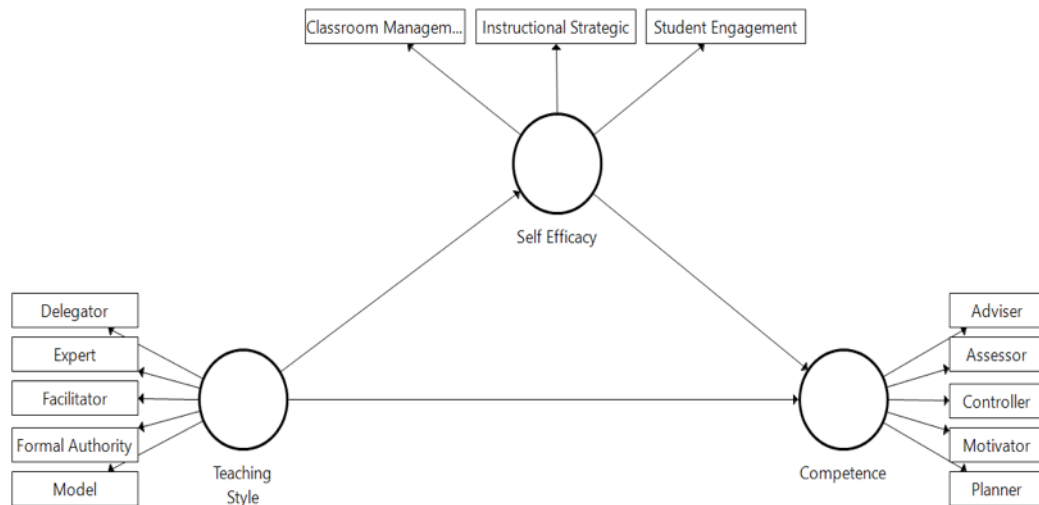 Classroom Managem...
Instructional Strategic
Student Engagement
Self Efficacy
Delegator
Expert
Facilitator
Formal Authority
Model
Teaching
Style
Adviser
Assessor
Controller
Motivator
Planner
Competence